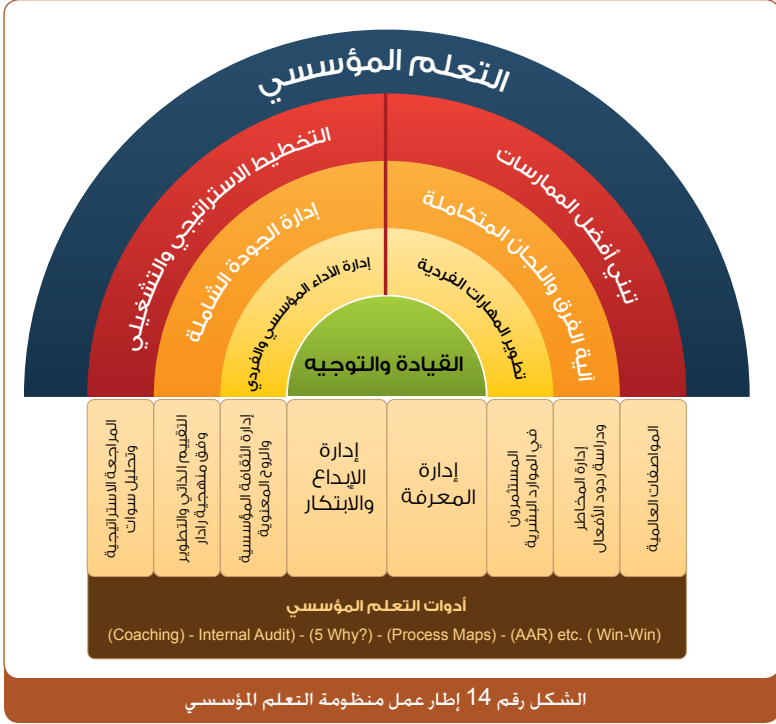 التعلم المؤسسي
تبني أفضل الممارسات
التخطيط الاستراتيجي والتشغيلي
آلية الفرق واللجان المتكاملة
إدارة الجودة الشاملة
تطوير المهارات الفردية
إدارة الأداء المؤسسي والفردي
القيادة والتوجيه
المواصفات العالمية
إدارة المخاطر
ودراسة ردود الأفعال
المستثمرون
في الموارد البشرية
إدارة
المعرفة
إدارة
الإبداع
والابتكار
إدارة الثقافة المؤسسية
والروح المعنوية
التقييم الذاتي والتطوير
وفق منهجية رادار
المراجعة الاستراتيجية
وتحليل سوات
أدوات التعلم المؤسسي
(Coaching) - Internal Audit) - (5 Why?) - (Process Maps) - (AAR) etc. ( Win-Win)
الشكل رقم 14 إطار عمل منظومة التعلم المؤسسي